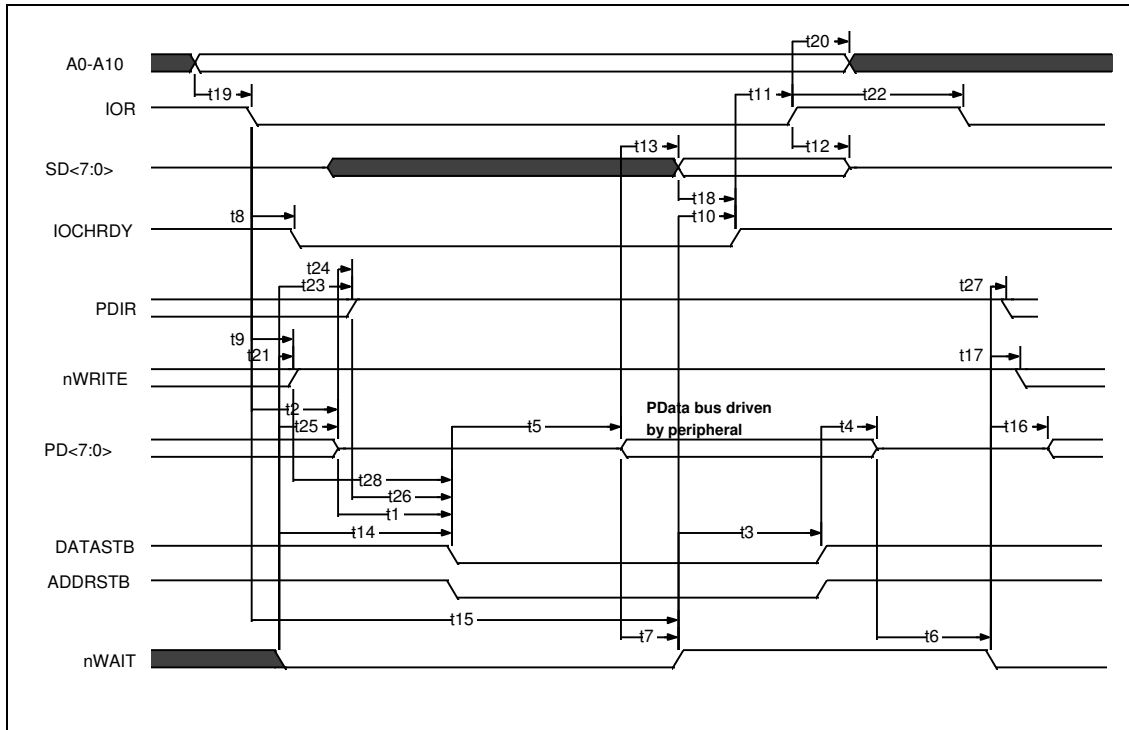 t20
A0-A10
t19
t11
t22
IOR
t13
t12
SD<7:0>
t18
t8
t10
IOCHRDY
t24
t23
t27
PDIR
t9
t21
t17
nWRITE
t2
PData bus driven
by peripheral
t25
t5
t4
t16
PD<7:0>
t28
t26
t1
t14
t3
DATASTB
ADDRSTB
t15
t7
t6
nWAIT